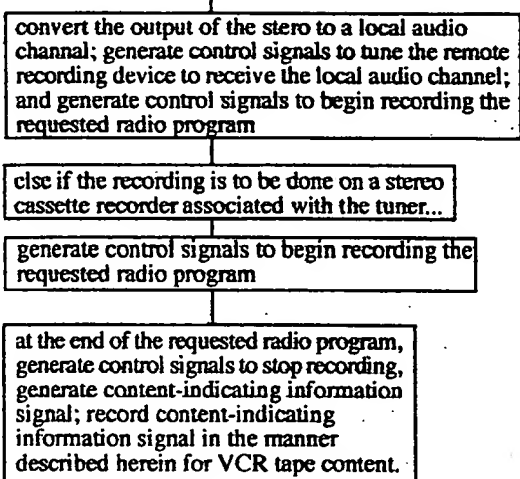 convert the output of the stero to a local audio
channel; generate control signals to tune the remote
recording device to receive the local audio channel;
and generate control signals to begin recording the
requested radio program
else if the recording is to be done on a stereo
cassette recorder associated with the tuner...
generate control signals to begin recording the
requested radio program
at the end of the requested radio program,
generate control signals to stop recording,
generate content-indicating information
signal; record content-indicating
information signal in the manner
described herein for VCR tape content.